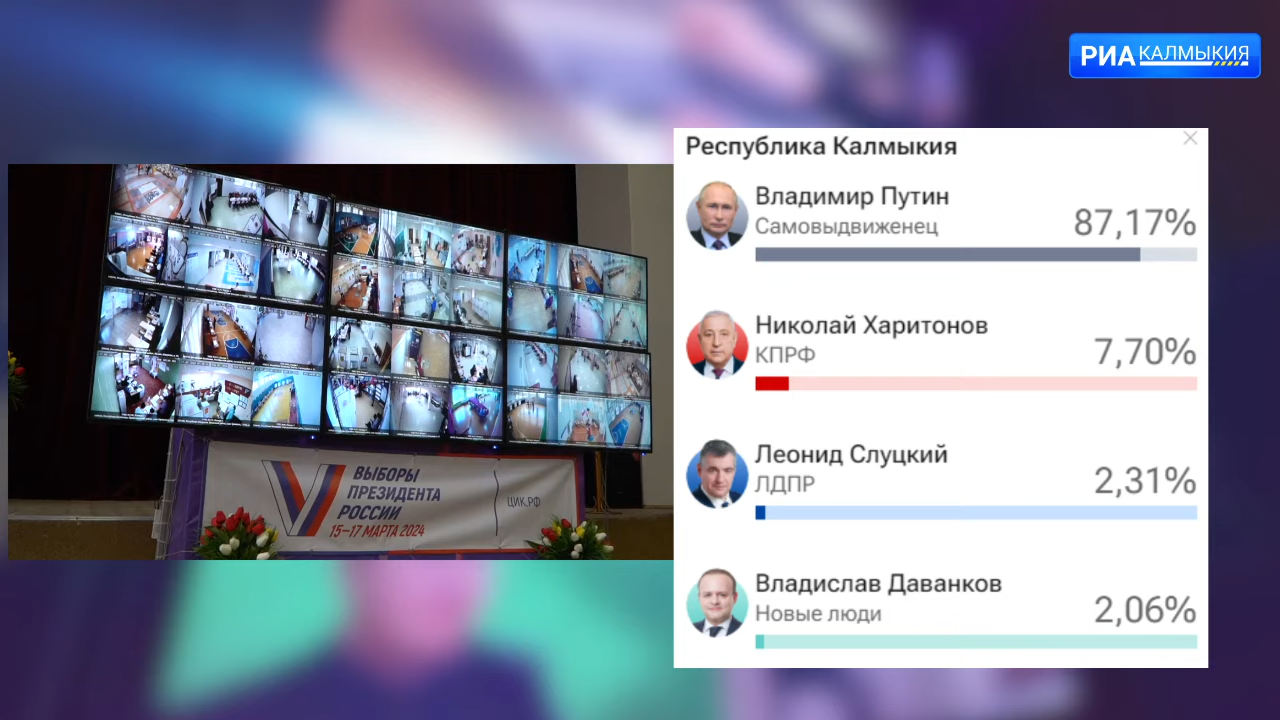 РИА КАЛМЫКИЯ
Республика Калмыкия
Владимир Путин
Самовыдвиженец
87,17%
Николай Харитонов
КПРФ
7,70%
Леонид Слуцкий
ЛДПР
2,31%
Владислав Даванков
Новые люди
2,06%
ВЫБОРЫ
ПРЕЗИДЕНТА
РОССИИ
15–17 МАРТА 2024
ЦИК.РФ